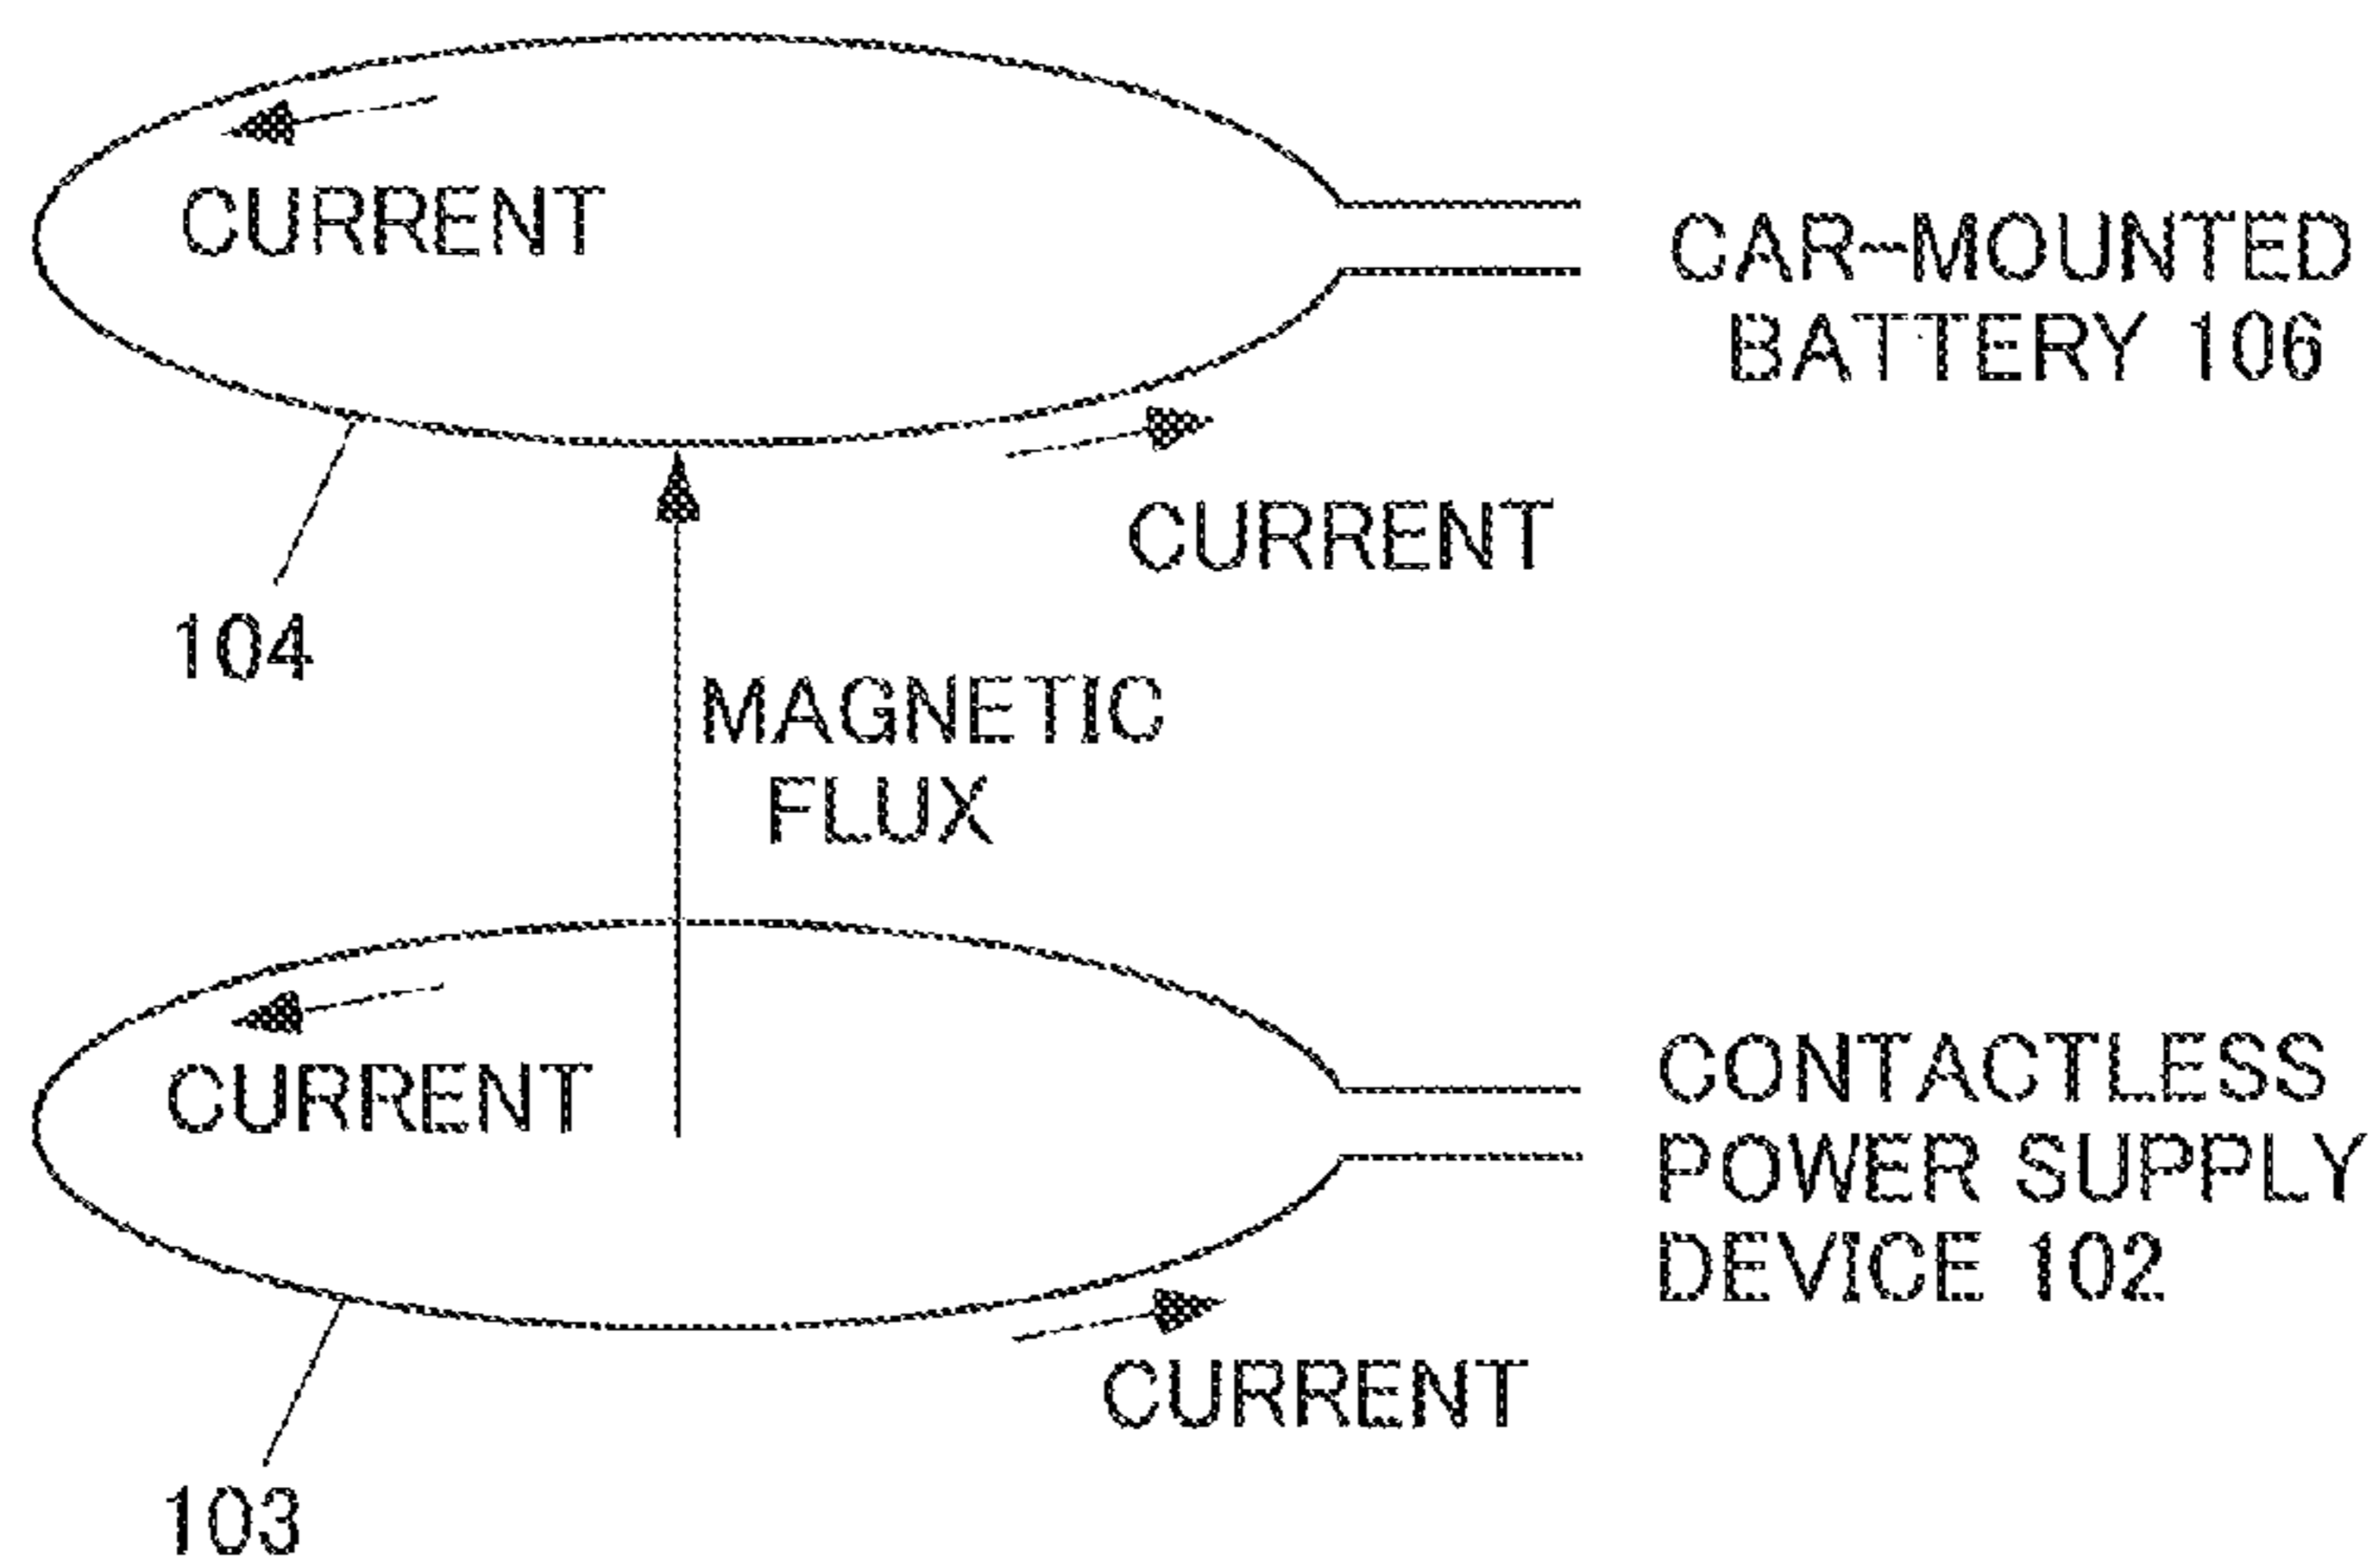 CURRENT
CAR-MOUNTED
BATTERY 106
CURRENT
104
MAGNETIC
FLUX
CURRENT
CONTACTLESS
POWER SUPPLY
DEVICE 102
CURRENT
103